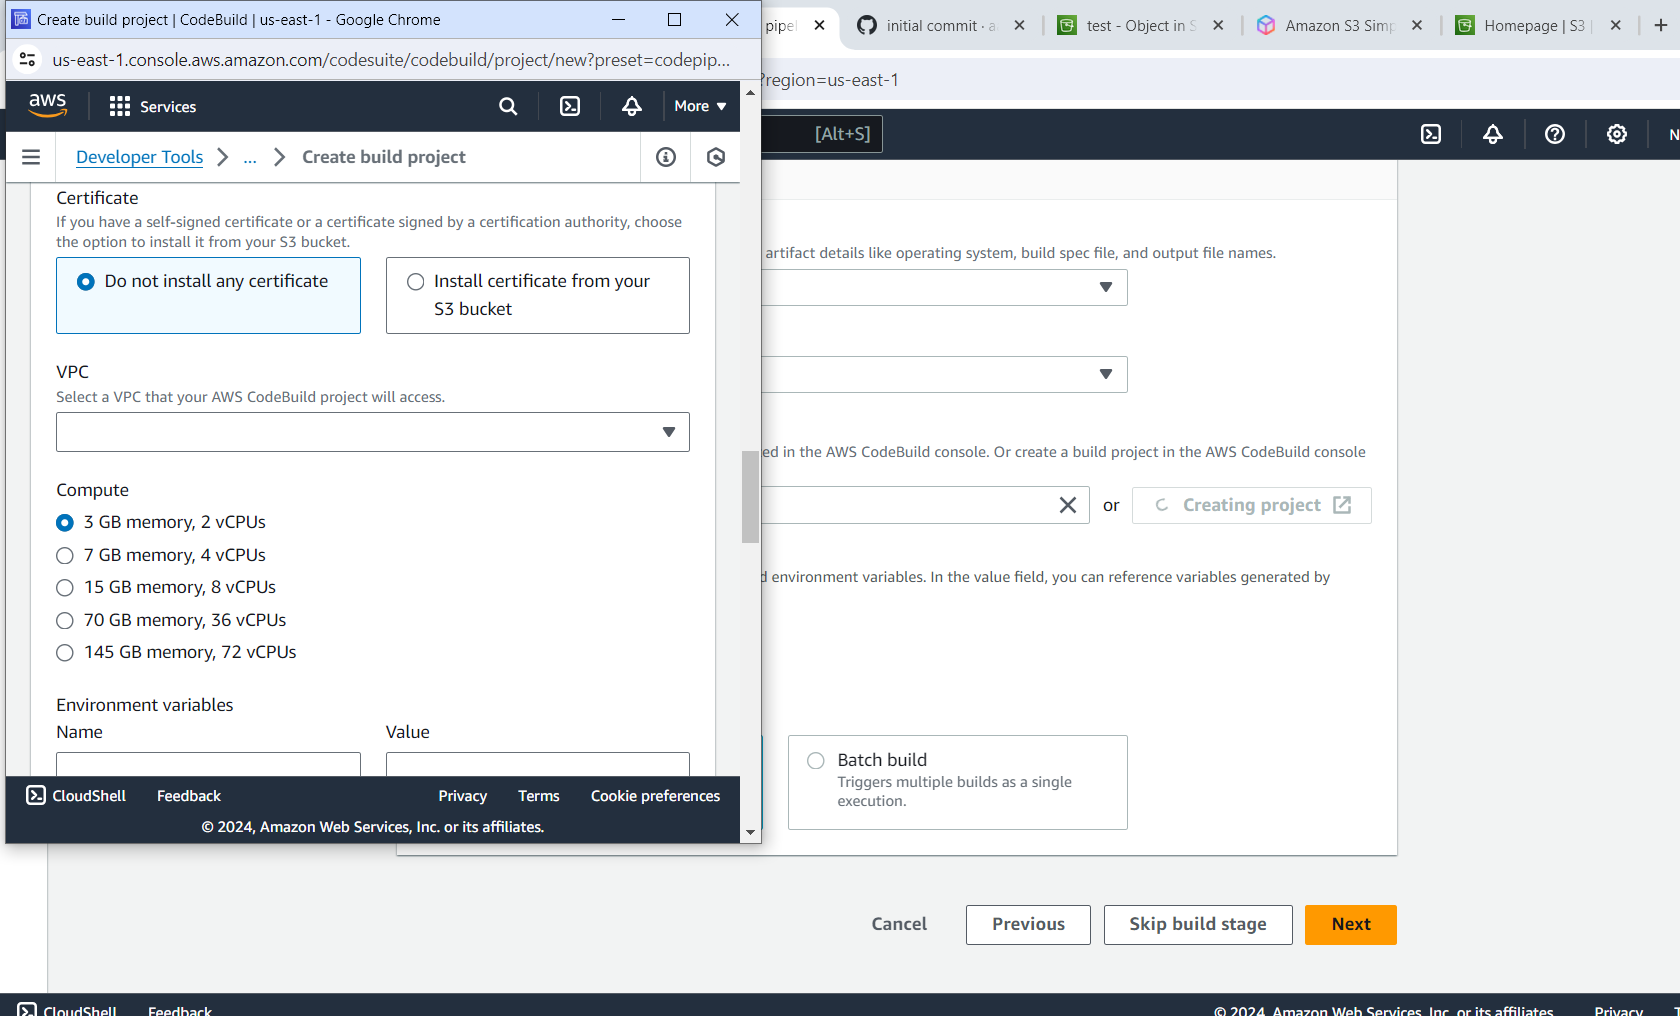 Create build project | CodeBuild | us-east-1 - Google Chrome
us-east-1.console.aws.amazon.com/codesuite/codebuild/project/new?preset=codepip...
aws
Services
More
Developer Tools
...
Create build project
Certificate
If you have a self-signed certificate or a certificate signed by a certification authority, choose
the option to install it from your S3 bucket.
Do not install any certificate
Install certificate from your
S3 bucket
VPC
Select a VPC that your AWS CodeBuild project will access.
Compute
3 GB memory, 2 vCPUs
7 GB memory, 4 vCPUs
15 GB memory, 8 vCPUs
70 GB memory, 36 vCPUs
145 GB memory, 72 vCPUs
Environment variables
Name
Value
CloudShell
Feedback
Privacy
Terms
Cookie preferences
© 2024, Amazon Web Services, Inc. or its affiliates.
pipel
initial commit · a
test - Object in S
Amazon S3 Simp
Homepage | S3 |
?region=us-east-1
[Alt+S]
N
artifact details like operating system, build spec file, and output file names.
ed in the AWS CodeBuild console. Or create a build project in the AWS CodeBuild console
or
Creating project
d environment variables. In the value field, you can reference variables generated by
Batch build
Triggers multiple builds as a single
execution.
Cancel
Previous
Skip build stage
Next
CloudShell
Feedback
© 2024, Amazon Web Services, Inc. or its affiliates.
Privacy